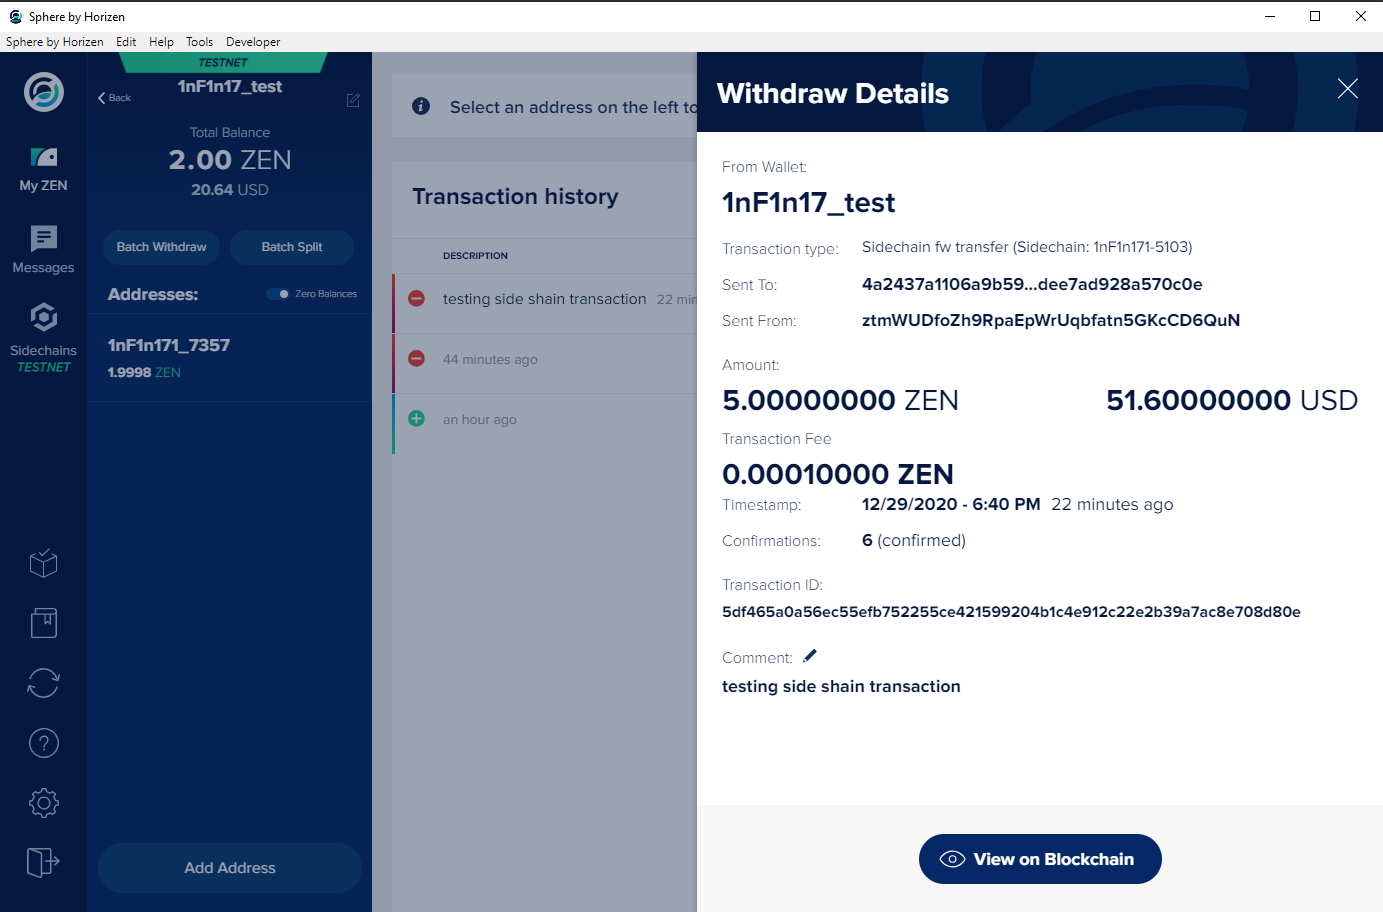 Sphere by Horizen
Sphere by Horizen Edit Help Tools Developer
TESTNET
Back
1nF1n17_test
Total Balance
2.00 ZEN
20.64 USD
Batch Withdraw
Batch Split
Addresses:
Zero Balances
1nF1n171_7357
1.9998 ZEN
Add Address
My ZEN
Messages
Sidechains
TESTNET
Select an address on the left to
Transaction history
DESCRIPTION
testing side shain transaction 22 min
44 minutes ago
an hour ago
Withdraw Details
From Wallet:
1nF1n17_test
Transaction type: Sidechain fw transfer (Sidechain: 1nF1n171-5103)
Sent To: 4a2437a1106a9b59...dee7ad928a570c0e
Sent From: ztmWUDfoZh9RpaEpWrUqbfatn5GKcCD6QuN
Amount:
5.00000000 ZEN 51.60000000 USD
Transaction Fee
0.00010000 ZEN
Timestamp: 12/29/2020 - 6:40 PM 22 minutes ago
Confirmations: 6 (confirmed)
Transaction ID:
5df465a0a56ec55efb752255ce421599204b1c4e912c22e2b39a7ac8e708d80e
Comment:
testing side shain transaction
View on Blockchain